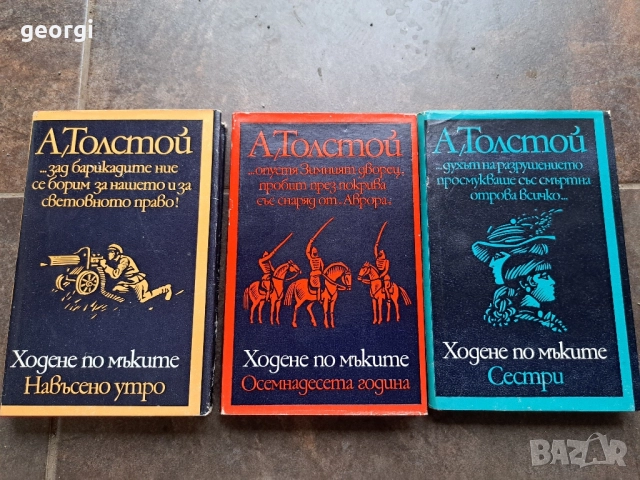 georgi
А. Толстой
...зад барикадите ние
се борим за нашето и за
световното право!
Ходене по мъките
Навъсено утро
А. Толстой
...опустя Зимният дворец,
пробит през покрива
със снаряд от „Аврора“
Ходене по мъките
Осемнадесета година
А. Толстой
...духът на разрушението
просмукваше със смъртна
отрова всичко...
Ходене по мъките
Сестри
BAZAR